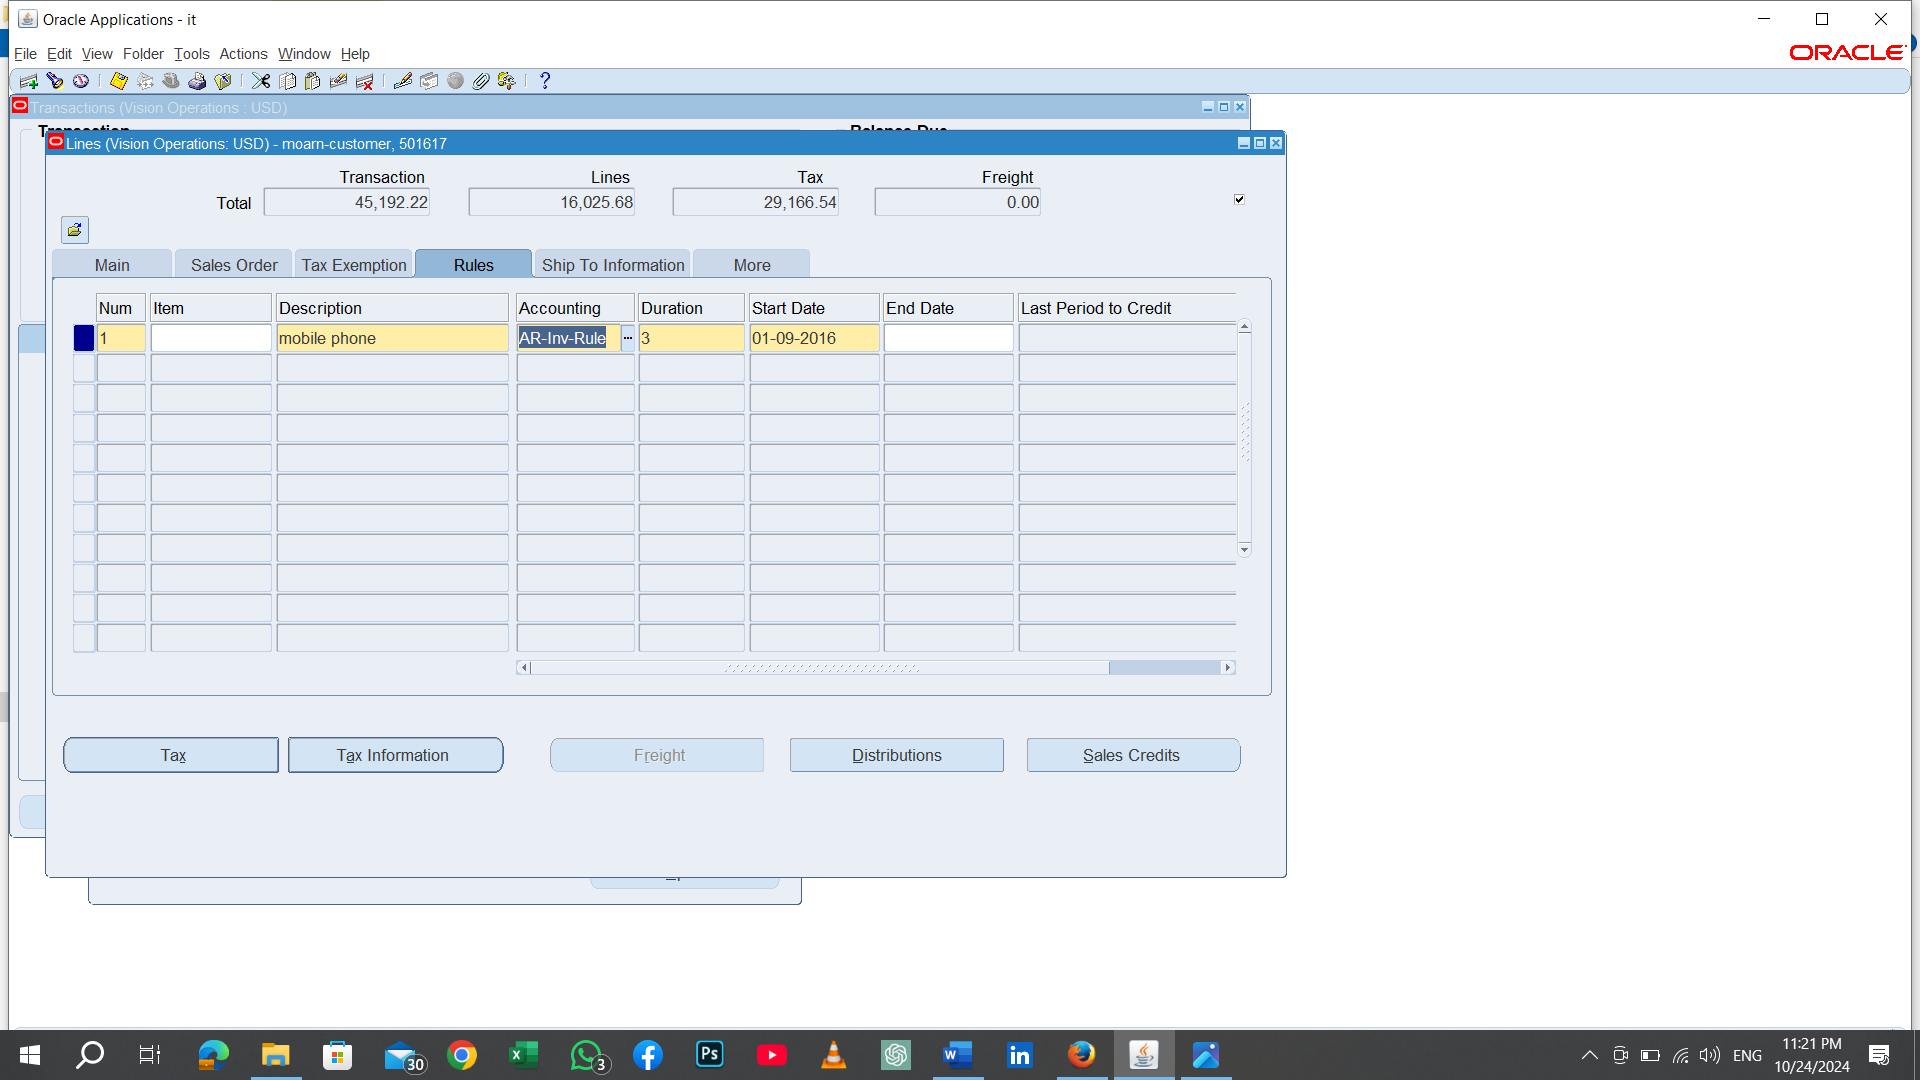 Oracle Applications - it
File Edit View Folder Tools Actions Window Help
ORACLE
Transactions (Vision Operations : USD)
Lines (Vision Operations: USD) - moarn-customer, 501617
Transaction Lines Tax Freight
Total 45,192.22 16,025.68 29,166.54 0.00
Main Sales Order Tax Exemption Rules Ship To Information More
Num Item Description Accounting Duration Start Date End Date Last Period to Credit
1 mobile phone AR-Inv-Rule ... 3 01-09-2016
Tax Tax Information Freight Distributions Sales Credits
30 3 Ps in ENG 11:21 PM
10/24/2024